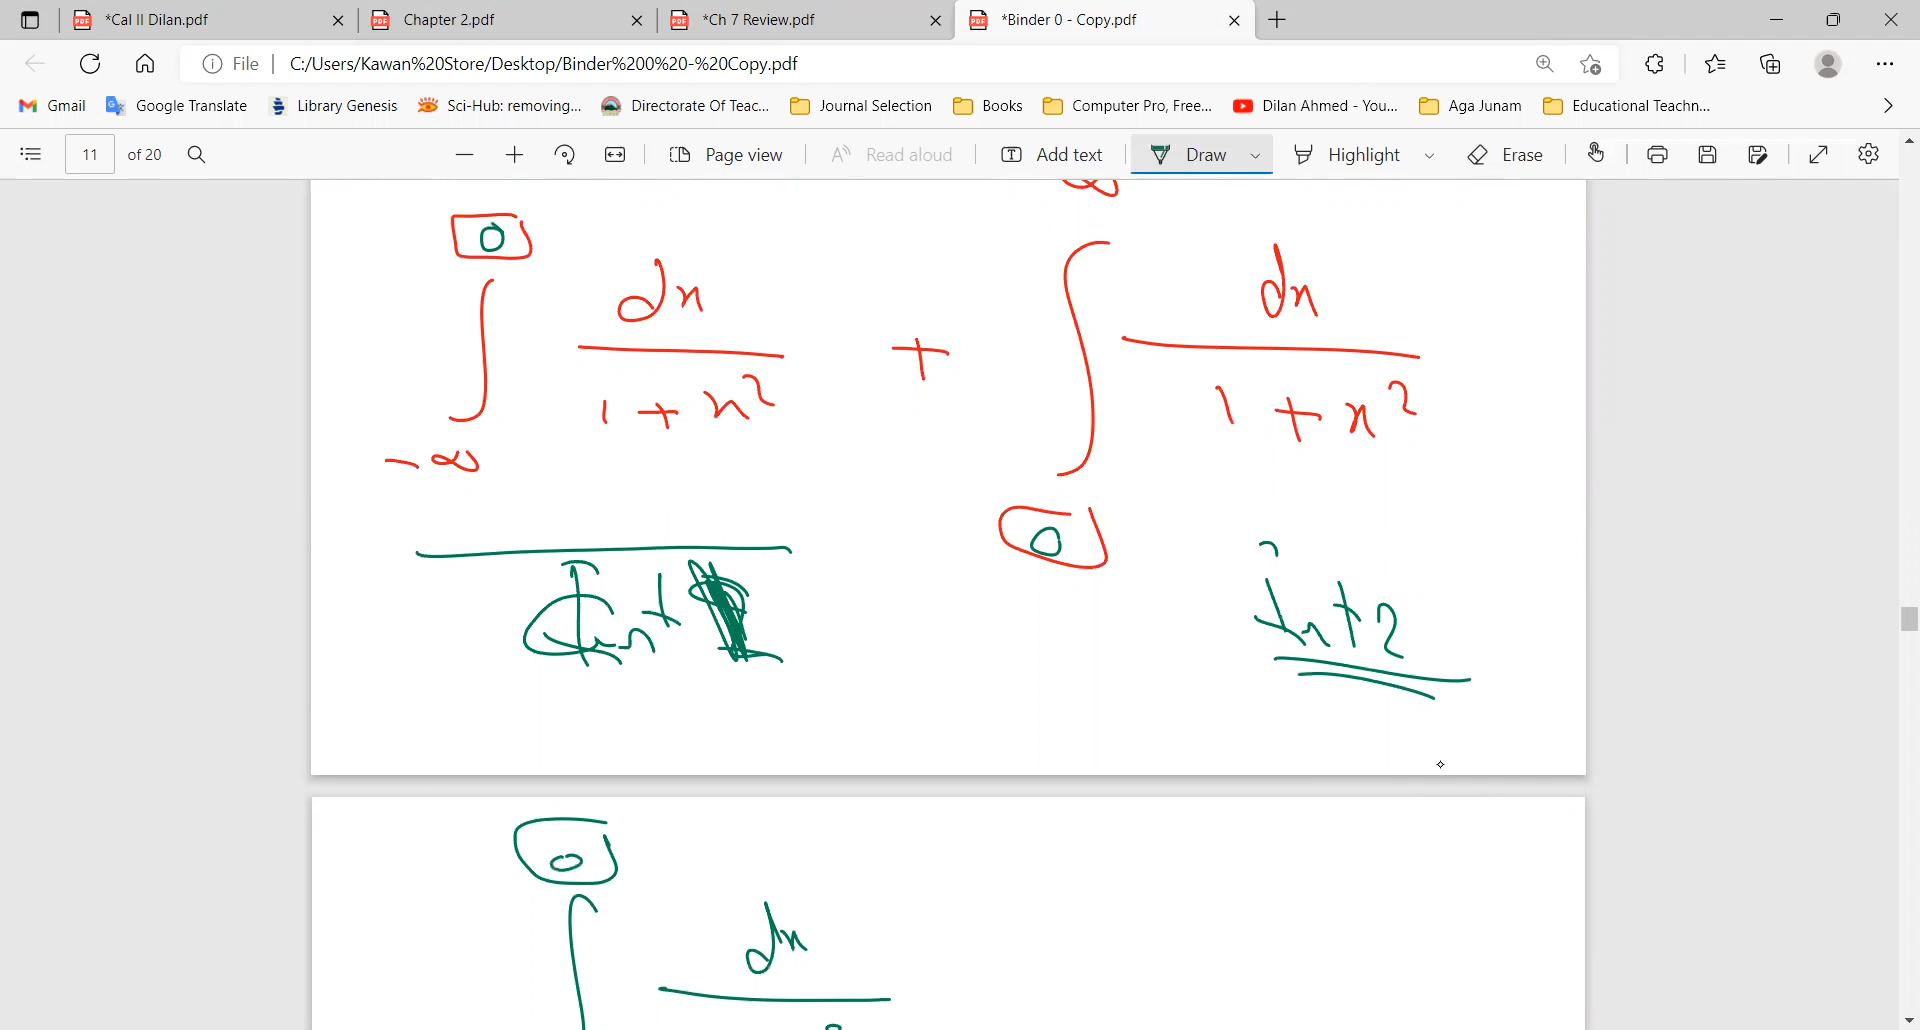 *Cal II Dilan.pdf
Chapter 2.pdf
*Ch 7 Review.pdf
*Binder 0 - Copy.pdf
File | C:/Users/Kawan%20Store/Desktop/Binder%200%20-%20Copy.pdf
Gmail Google Translate Library Genesis Sci-Hub: removing... Directorate Of Teac... Journal Selection Books Computer Pro, Free... Dilan Ahmed - You... Aga Junam Educational Teachn...
11 of 20 Page view Read aloud Add text Draw Highlight Erase
∞
0
∫ dx / 1 + x² + ∫ dx / 1 + x²
-∞
0
Int 2
0
∫ dx